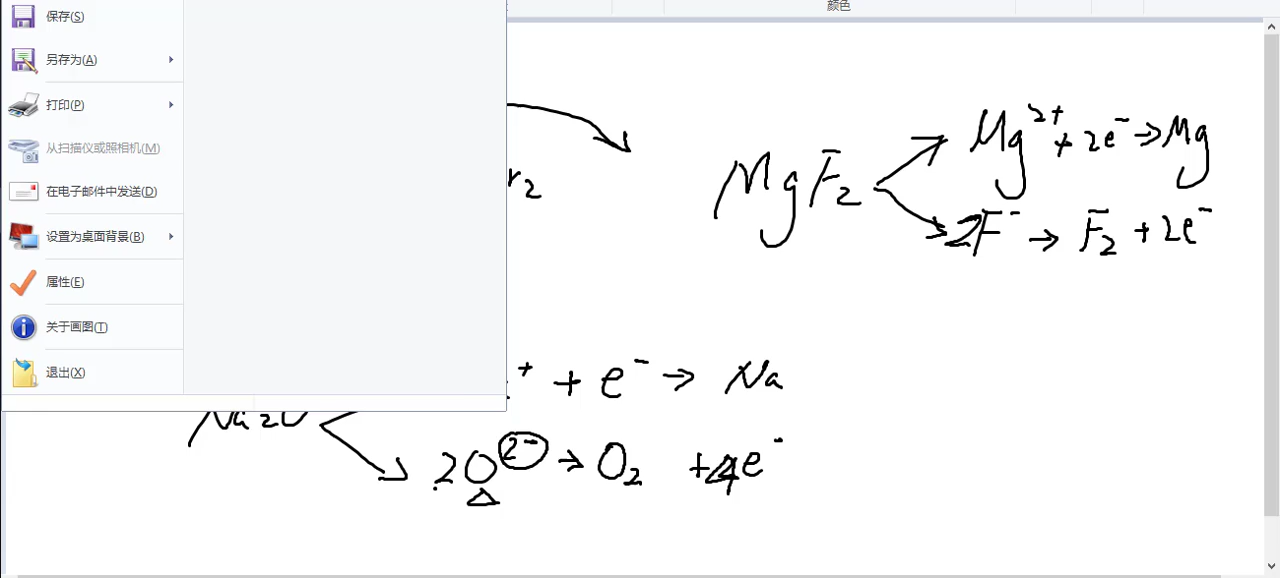 颜色
保存(S)
另存为(A)
打印(P)
从扫描仪或照相机(M)
在电子邮件中发送(D)
设置为桌面背景(B)
属性(E)
关于画图(T)
退出(X)
MgF₂
Mg²⁺ + 2e⁻ → Mg
2F⁻ → F₂ + 2e⁻
⁺ + e⁻ → Na
Na₂O
2O²⁻ → O₂ + 4e⁻